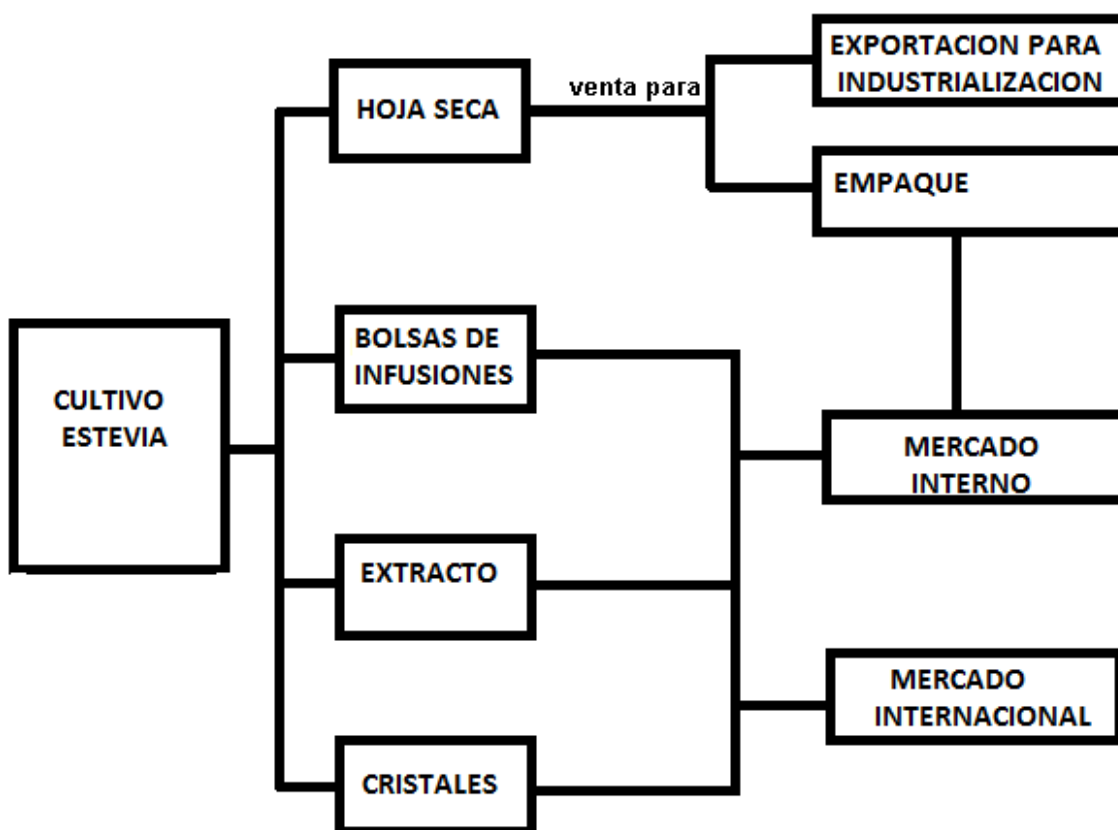 EXPORTACION PARA
INDUSTRIALIZACION
HOJA SECA
venta para
EMPAQUE
BOLSAS DE
INFUSIONES
CULTIVO
ESTEVIA
MERCADO
INTERNO
EXTRACTO
MERCADO
INTERNACIONAL
CRISTALES